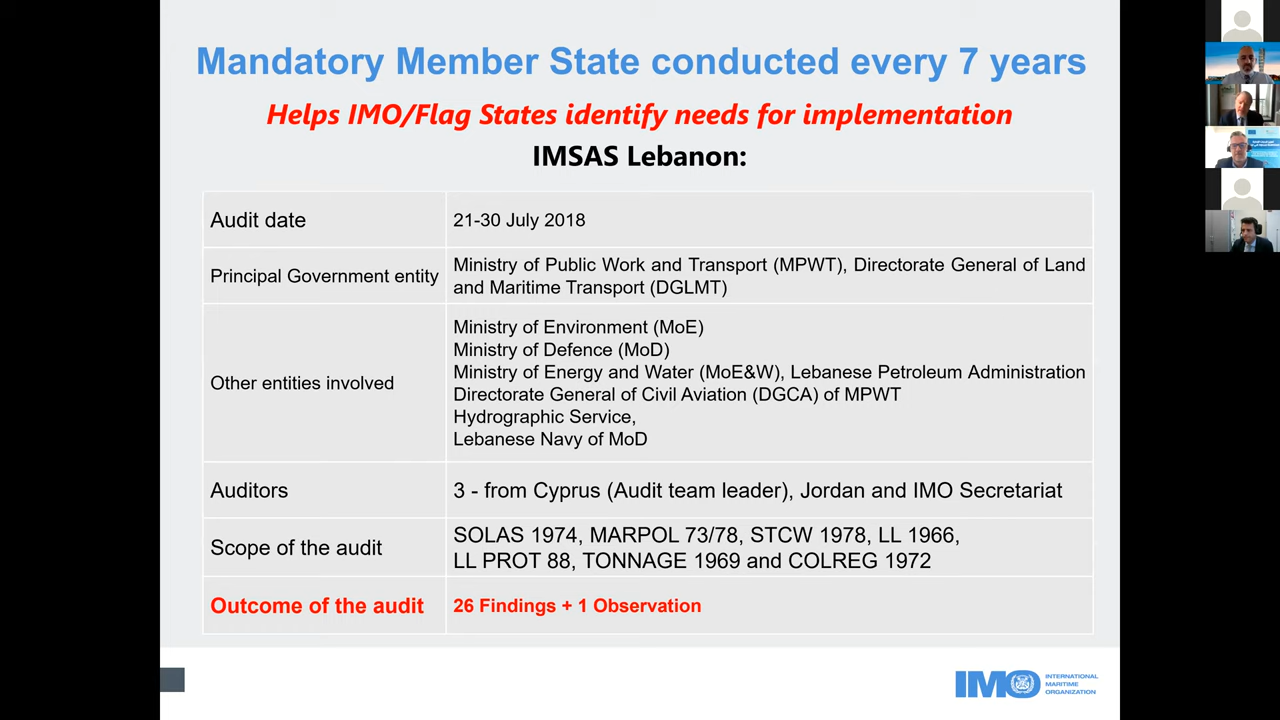 Mandatory Member State conducted every 7 years
Helps IMO/Flag States identify needs for implementation
IMSAS Lebanon:
Audit date
21-30 July 2018
Principal Government entity
Ministry of Public Work and Transport (MPWT), Directorate General of Land
and Maritime Transport (DGLMT)
Other entities involved
Ministry of Environment (MoE)
Ministry of Defence (MoD)
Ministry of Energy and Water (MoE&W), Lebanese Petroleum Administration
Directorate General of Civil Aviation (DGCA) of MPWT
Hydrographic Service,
Lebanese Navy of MoD
Auditors
3 - from Cyprus (Audit team leader), Jordan and IMO Secretariat
Scope of the audit
SOLAS 1974, MARPOL 73/78, STCW 1978, LL 1966,
LL PROT 88, TONNAGE 1969 and COLREG 1972
Outcome of the audit
26 Findings + 1 Observation
IMO
INTERNATIONAL
MARITIME
ORGANIZATION